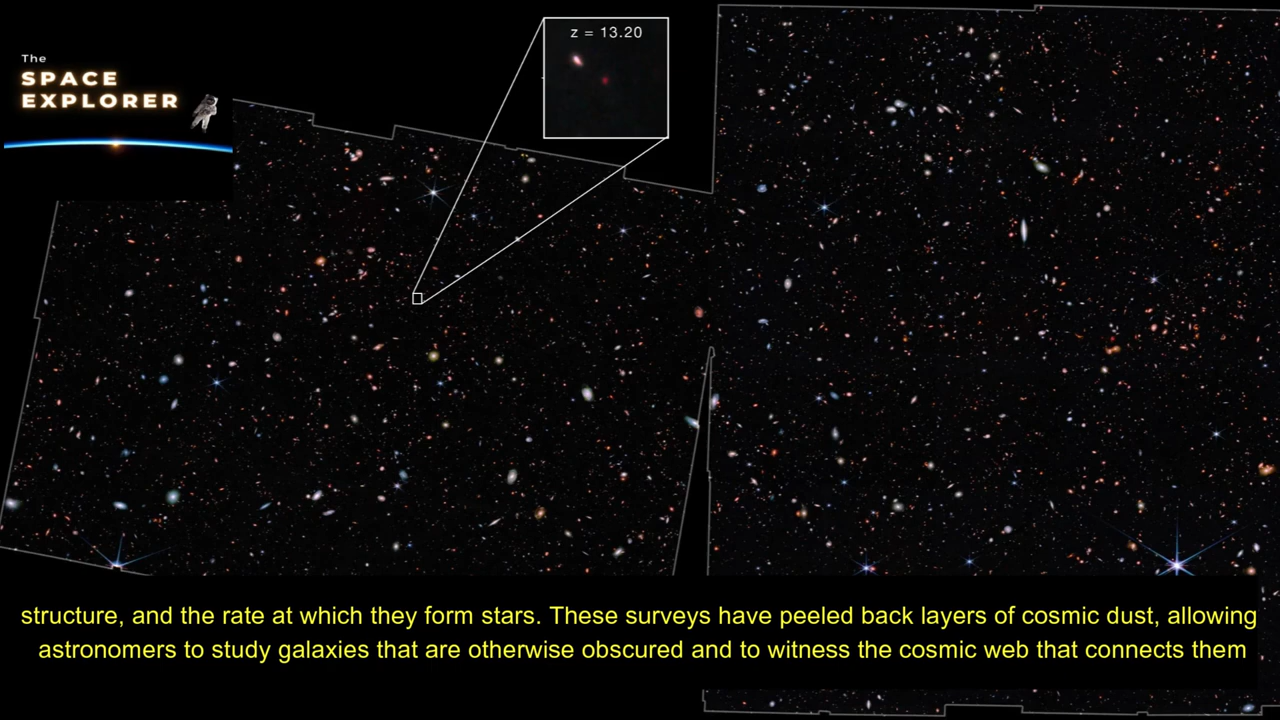 The
SPACE
EXPLORER
z = 13.20
structure, and the rate at which they form stars. These surveys have peeled back layers of cosmic dust, allowing
astronomers to study galaxies that are otherwise obscured and to witness the cosmic web that connects them